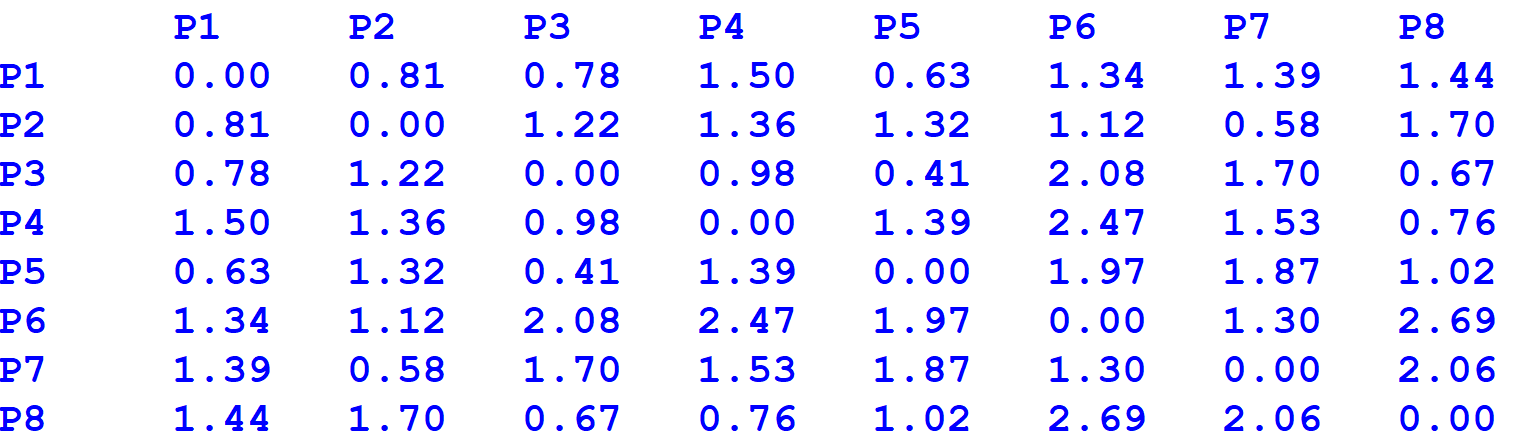 P1 P2 P3 P4 P5 P6 P7 P8
P1 0.00 0.81 0.78 1.50 0.63 1.34 1.39 1.44
P2 0.81 0.00 1.22 1.36 1.32 1.12 0.58 1.70
P3 0.78 1.22 0.00 0.98 0.41 2.08 1.70 0.67
P4 1.50 1.36 0.98 0.00 1.39 2.47 1.53 0.76
P5 0.63 1.32 0.41 1.39 0.00 1.97 1.87 1.02
P6 1.34 1.12 2.08 2.47 1.97 0.00 1.30 2.69
P7 1.39 0.58 1.70 1.53 1.87 1.30 0.00 2.06
P8 1.44 1.70 0.67 0.76 1.02 2.69 2.06 0.00